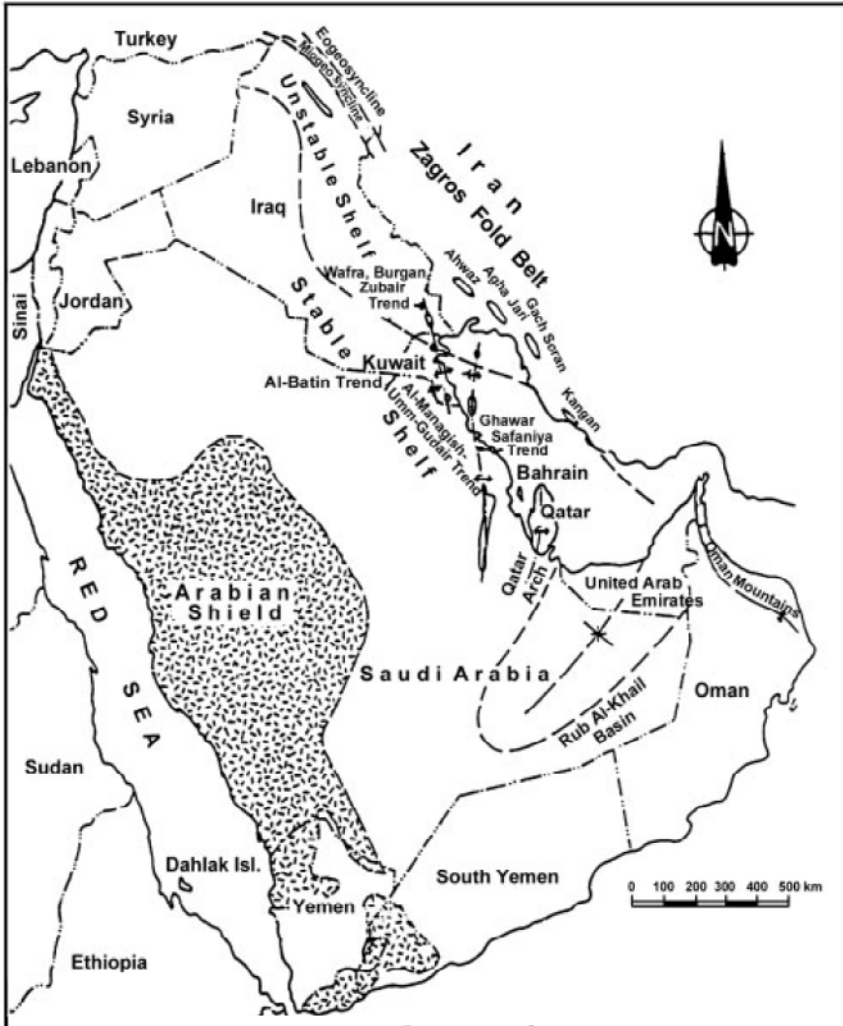 Turkey
Eogeosyncline
Miogeosyncline
Syria
Unstable Shelf
Lebanon
Iran
Zagros Fold Belt
Iraq
N
Sinai
Jordan
Wafra, Burgan,
Zubair
Trend
Ahwaz
Agha Jari
Gach Soran
Stable
Shelf
Kuwait
Al-Batin Trend
Al-Managish-
Umm-Gudair Trend
Kangan
Ghawar
Safaniya
Trend
Bahrain
Qatar
Qatar
Arch
United Arab
Emirates
Oman Mountains
RED SEA
Arabian
Shield
Saudi Arabia
Oman
Rub Al-Khail
Basin
Sudan
Dahlak Isl.
Yemen
South Yemen
0 100 200 300 400 500 km
Ethiopia